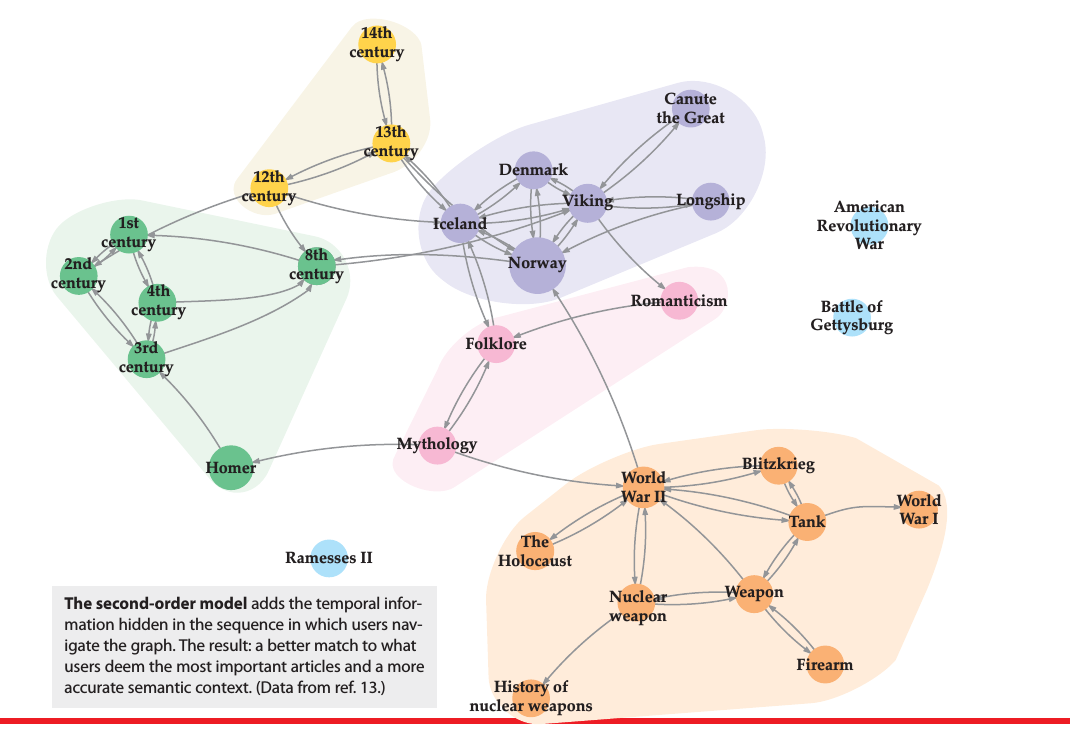 14th
century
13th
century
12th
century
Canute
the Great
Denmark
Viking
Longship
Iceland
Norway
1st
century
2nd
century
8th
century
4th
century
3rd
century
American
Revolutionary
War
Romanticism
Battle of
Gettysburg
Folklore
Mythology
Homer
Blitzkrieg
World
War II
World
War I
Tank
The
Holocaust
Ramesses II
Nuclear
weapon
Weapon
Firearm
History of
nuclear weapons
The second-order model adds the temporal infor-
mation hidden in the sequence in which users nav-
igate the graph. The result: a better match to what
users deem the most important articles and a more
accurate semantic context. (Data from ref. 13.)